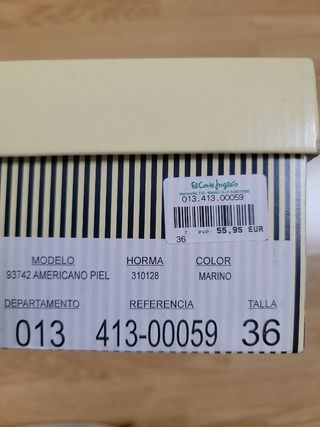 El Corte Inglés
013.413.00059
T
36
PVP 55,95 EUR
MODELO HORMA COLOR
93742 AMERICANO PIEL 310128 MARINO
DEPARTAMENTO REFERENCIA TALLA
013 413-00059 36